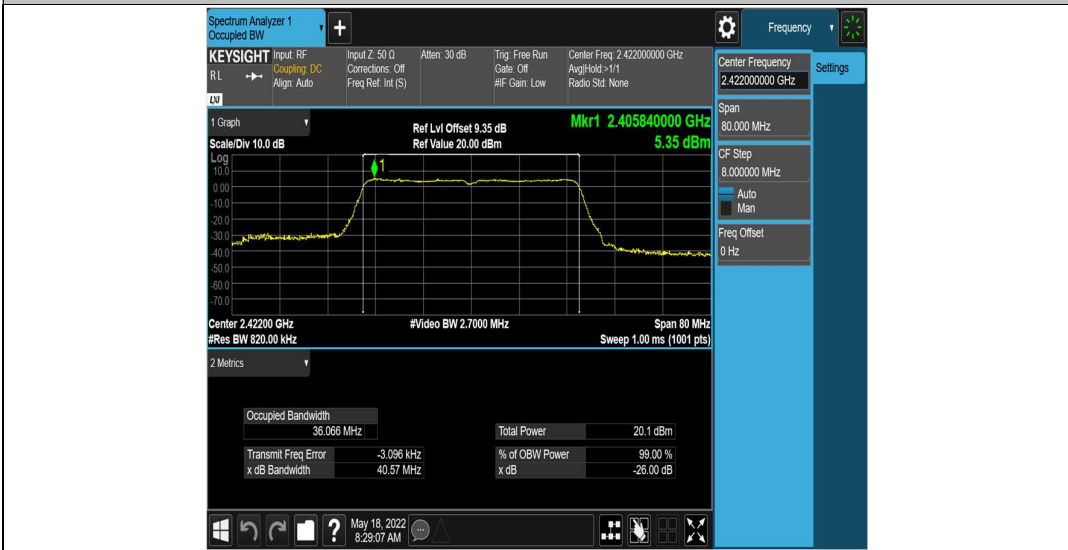 Spectrum Analyzer 1
Occupied BW
Frequency
KEYSIGHT
RL
LXI
Input: RF
Coupling: DC
Align: Auto
Input Z: 50 Ω
Corrections: Off
Freq Ref: Int (S)
Atten: 30 dB
Trig: Free Run
Gate: Off
#IF Gain: Low
Center Freq: 2.422000000 GHz
Avg|Hold:>1/1
Radio Std: None
Center Frequency
2.422000000 GHz
Settings
Span
80.000 MHz
CF Step
8.000000 MHz
Auto
Man
Freq Offset
0 Hz
1 Graph
Scale/Div 10.0 dB
Ref Lvl Offset 9.35 dB
Ref Value 20.00 dBm
Mkr1 2.405840000 GHz
5.35 dBm
Log
10.0
0.00
-10.0
-20.0
-30.0
-40.0
-50.0
-60.0
-70.0
1
Center 2.42200 GHz
#Res BW 820.00 kHz
#Video BW 2.7000 MHz
Span 80 MHz
Sweep 1.00 ms (1001 pts)
2 Metrics
Occupied Bandwidth
36.066 MHz
Total Power 20.1 dBm
Transmit Freq Error -3.096 kHz
% of OBW Power 99.00 %
x dB Bandwidth 40.57 MHz
x dB -26.00 dB
?
May 18, 2022
8:29:07 AM